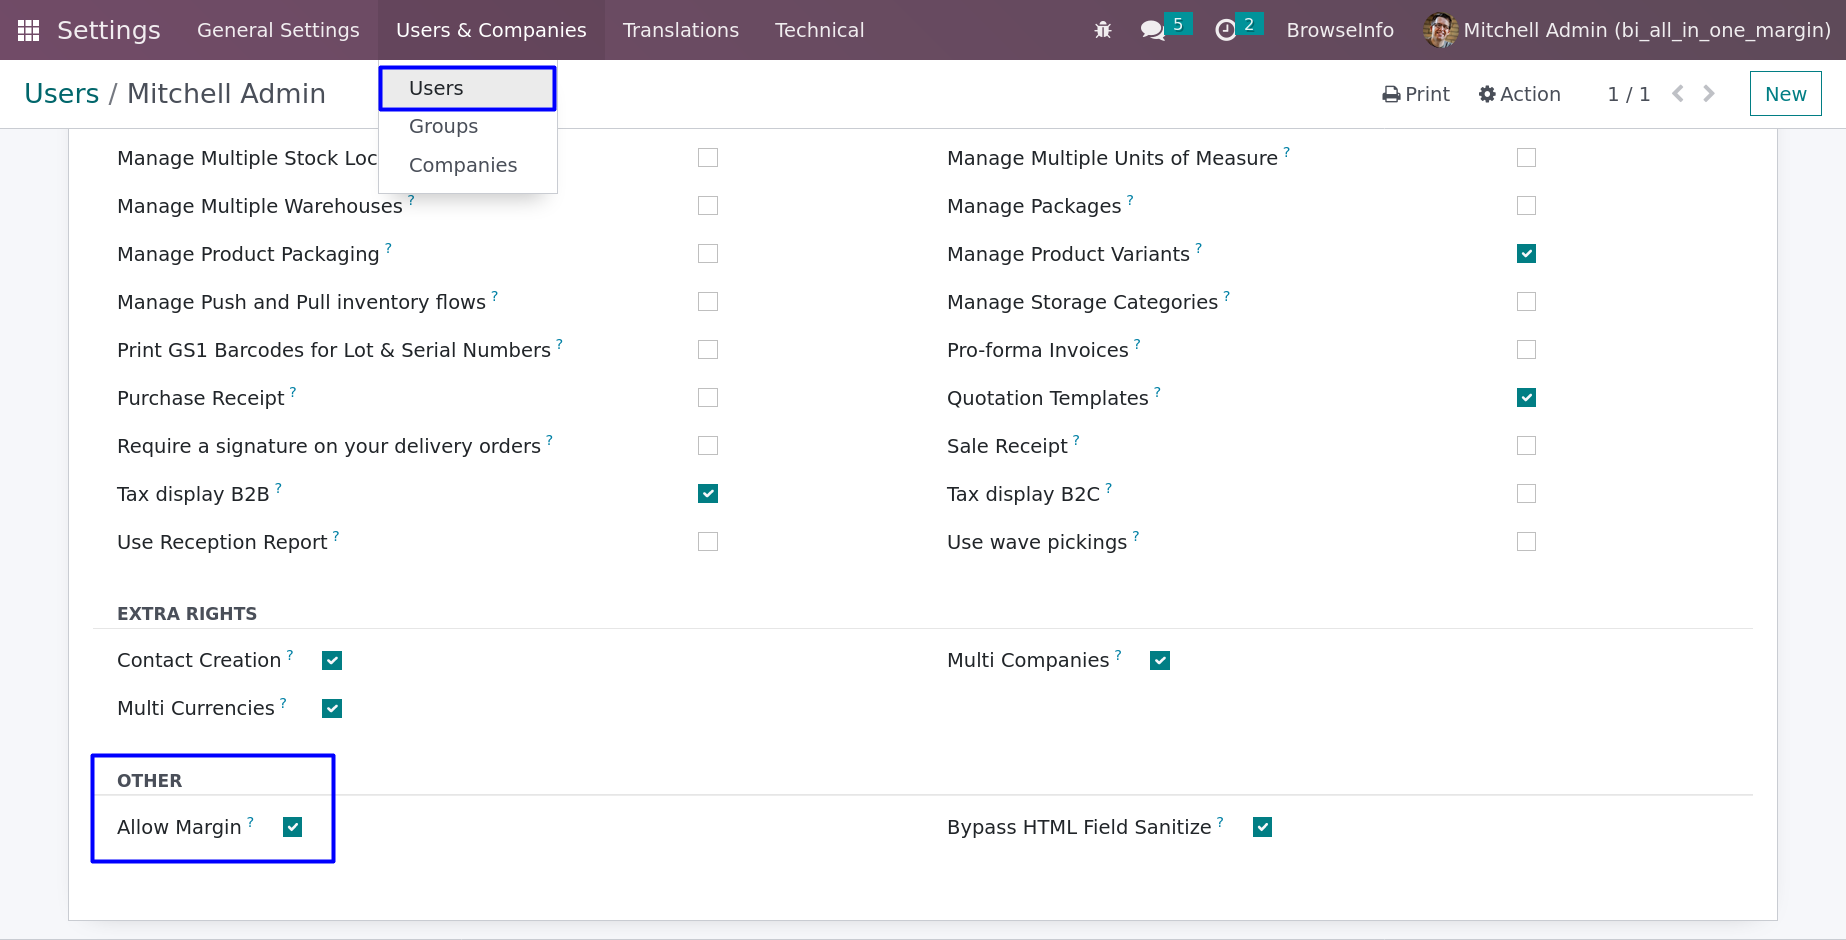 Settings General Settings Users & Companies Translations Technical 5 2 BrowseInfo Mitchell Admin (bi_all_in_one_margin)
Users / Mitchell Admin Print Action 1 / 1 New
Users
Groups
Companies
Manage Multiple Stock Loc Manage Multiple Units of Measure ?
Manage Multiple Warehouses ? Manage Packages ?
Manage Product Packaging ? Manage Product Variants ?
Manage Push and Pull inventory flows ? Manage Storage Categories ?
Print GS1 Barcodes for Lot & Serial Numbers ? Pro-forma Invoices ?
Purchase Receipt ? Quotation Templates ?
Require a signature on your delivery orders ? Sale Receipt ?
Tax display B2B ? Tax display B2C ?
Use Reception Report ? Use wave pickings ?
EXTRA RIGHTS
Contact Creation ? Multi Companies ?
Multi Currencies ?
OTHER
Allow Margin ? Bypass HTML Field Sanitize ?